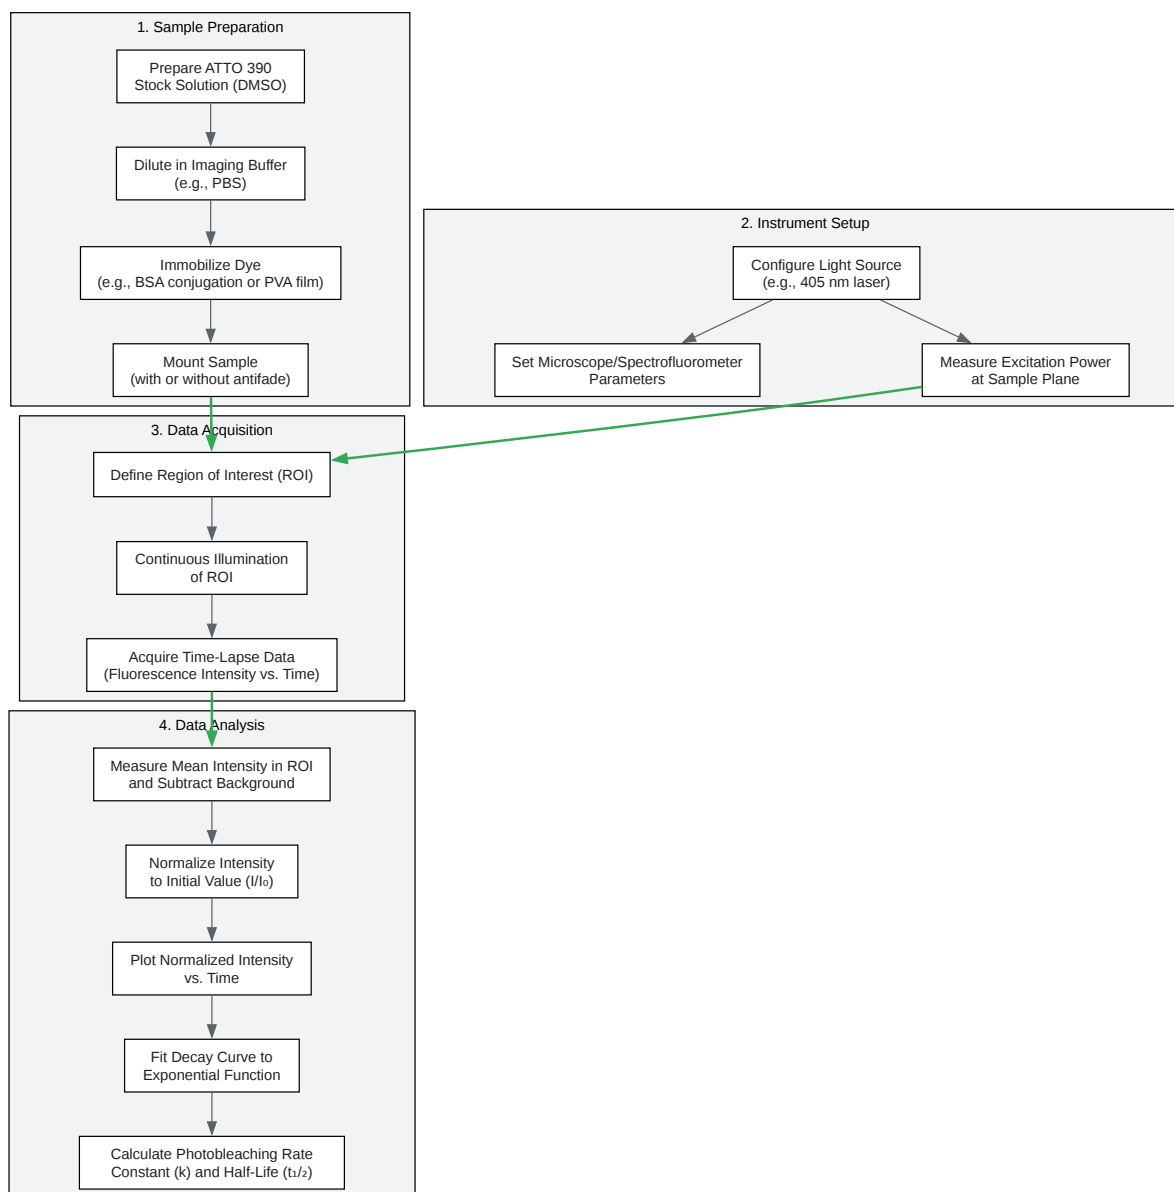 1. Sample Preparation
Prepare ATTO 390
Stock Solution (DMSO)
Dilute in Imaging Buffer
(e.g., PBS)
Immobilize Dye
(e.g., BSA conjugation or PVA film)
Mount Sample
(with or without antifade)
2. Instrument Setup
Configure Light Source
(e.g., 405 nm laser)
Set Microscope/Spectrofluorometer
Parameters
Measure Excitation Power
at Sample Plane
3. Data Acquisition
Define Region of Interest (ROI)
Continuous Illumination
of ROI
Acquire Time-Lapse Data
(Fluorescence Intensity vs. Time)
4. Data Analysis
Measure Mean Intensity in ROI
and Subtract Background
Normalize Intensity
to Initial Value (I/I₀)
Plot Normalized Intensity
vs. Time
Fit Decay Curve to
Exponential Function
Calculate Photobleaching Rate
Constant (k) and Half-Life (t₁/₂)